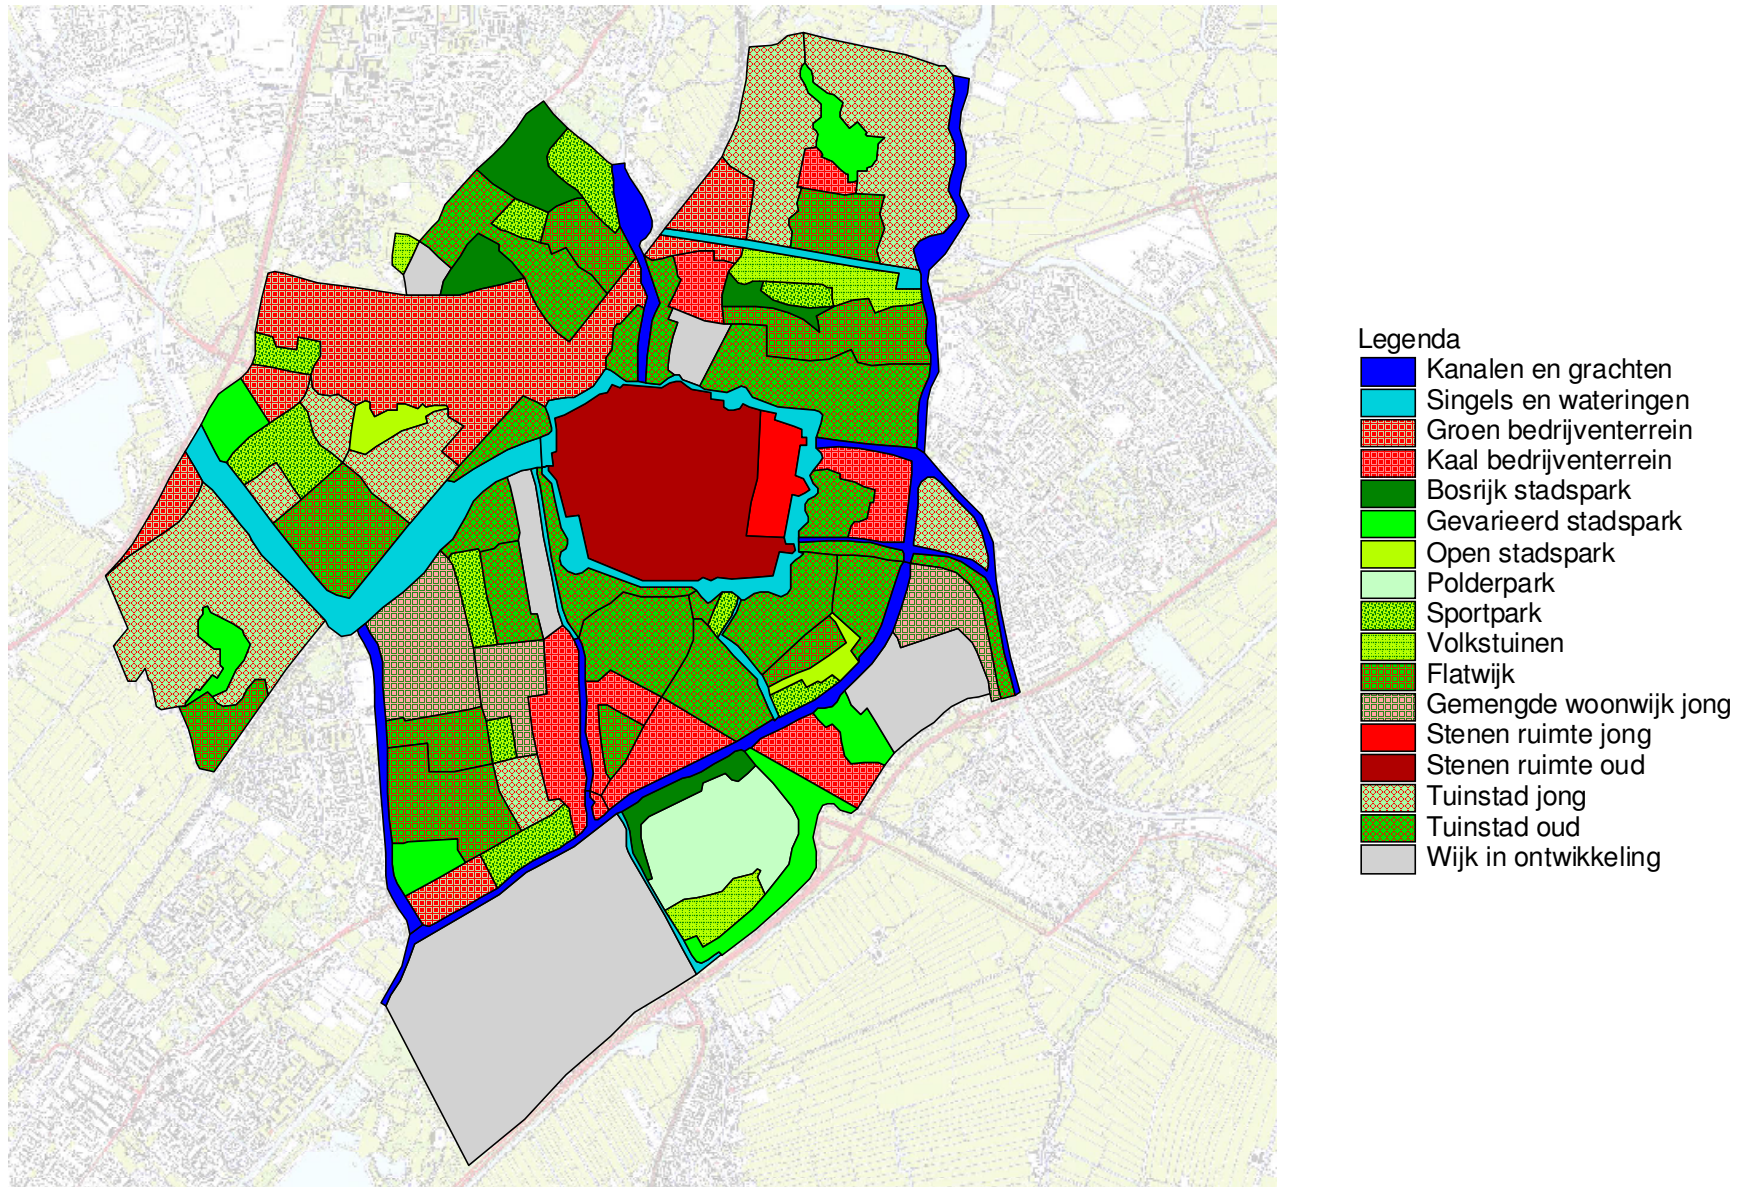 Legenda
Kanalen en grachten
Singels en wateringen
Groen bedrijventerrein
Kaal bedrijventerrein
Bosrijk stadspark
Gevarieerd stadspark
Open stadspark
Polderpark
Sportpark
Volkstuinen
Flatwijk
Gemengde woonwijk jong
Stenen ruimte jong
Stenen ruimte oud
Tuinstad jong
Tuinstad oud
Wijk in ontwikkeling